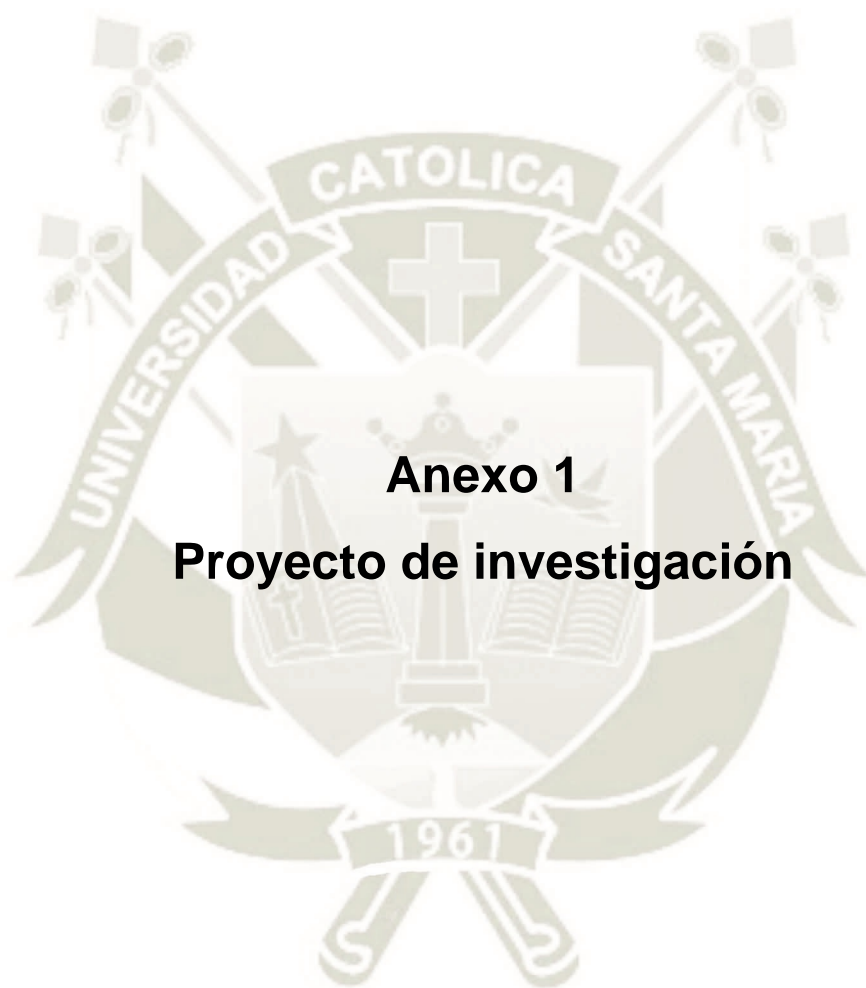 CATOLICA
UNIVERSIDAD
SANTA MARIA
Anexo 1
Proyecto de investigación
1961